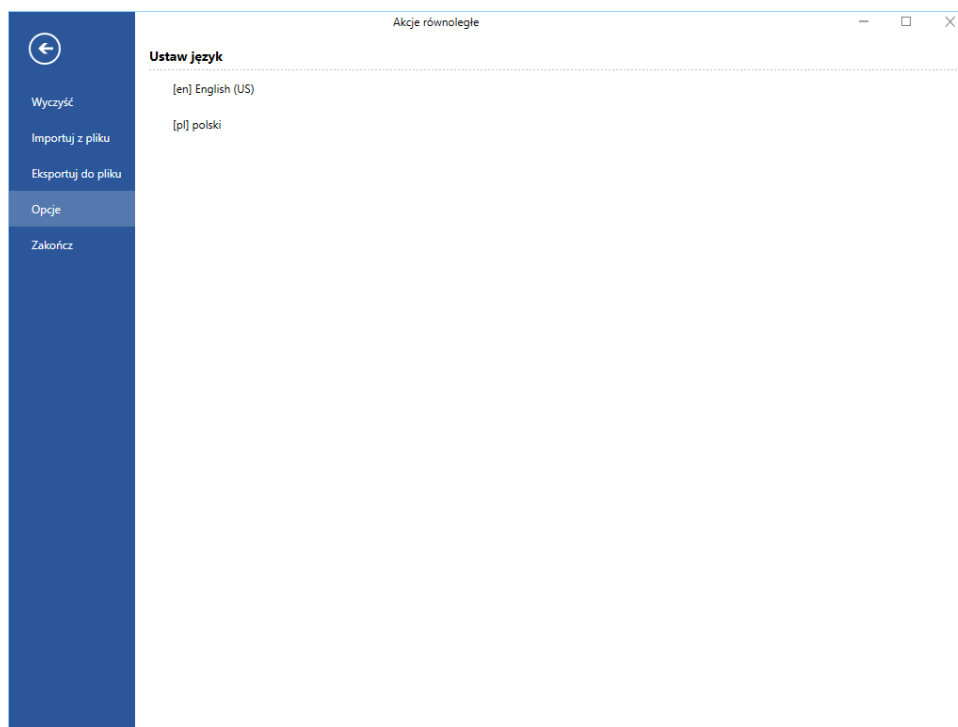 Akcje równoległe
Ustaw język
[en] English (US)
[pl] polski
Wyczyść
Importuj z pliku
Eksportuj do pliku
Opcje
Zakończ